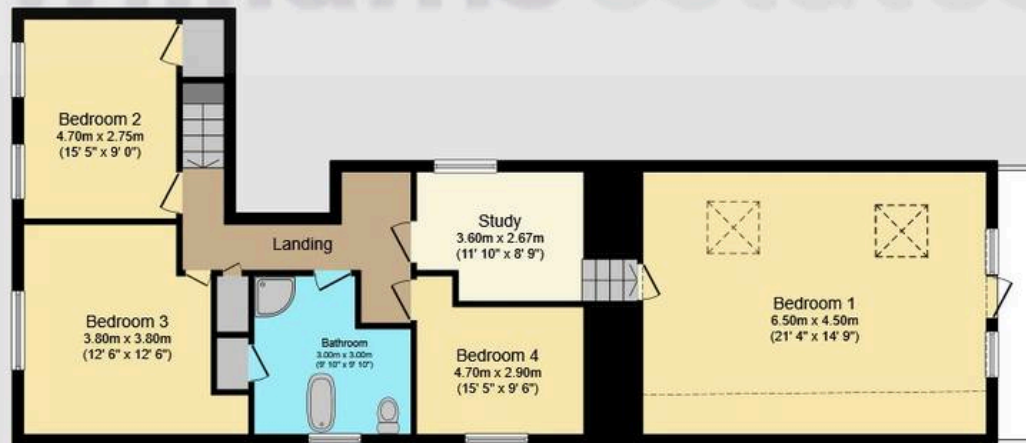 Bedroom 2
4.70m x 2.75m
(15' 5" x 9' 0")
Study
3.60m x 2.67m
(11' 10" x 8' 9")
Landing
Bedroom 1
6.50m x 4.50m
(21' 4" x 14' 9")
Bedroom 3
3.80m x 3.80m
(12' 6" x 12' 6")
Bathroom
3.00m x 3.00m
(9' 10" x 9' 10")
Bedroom 4
4.70m x 2.90m
(15' 5" x 9' 6")